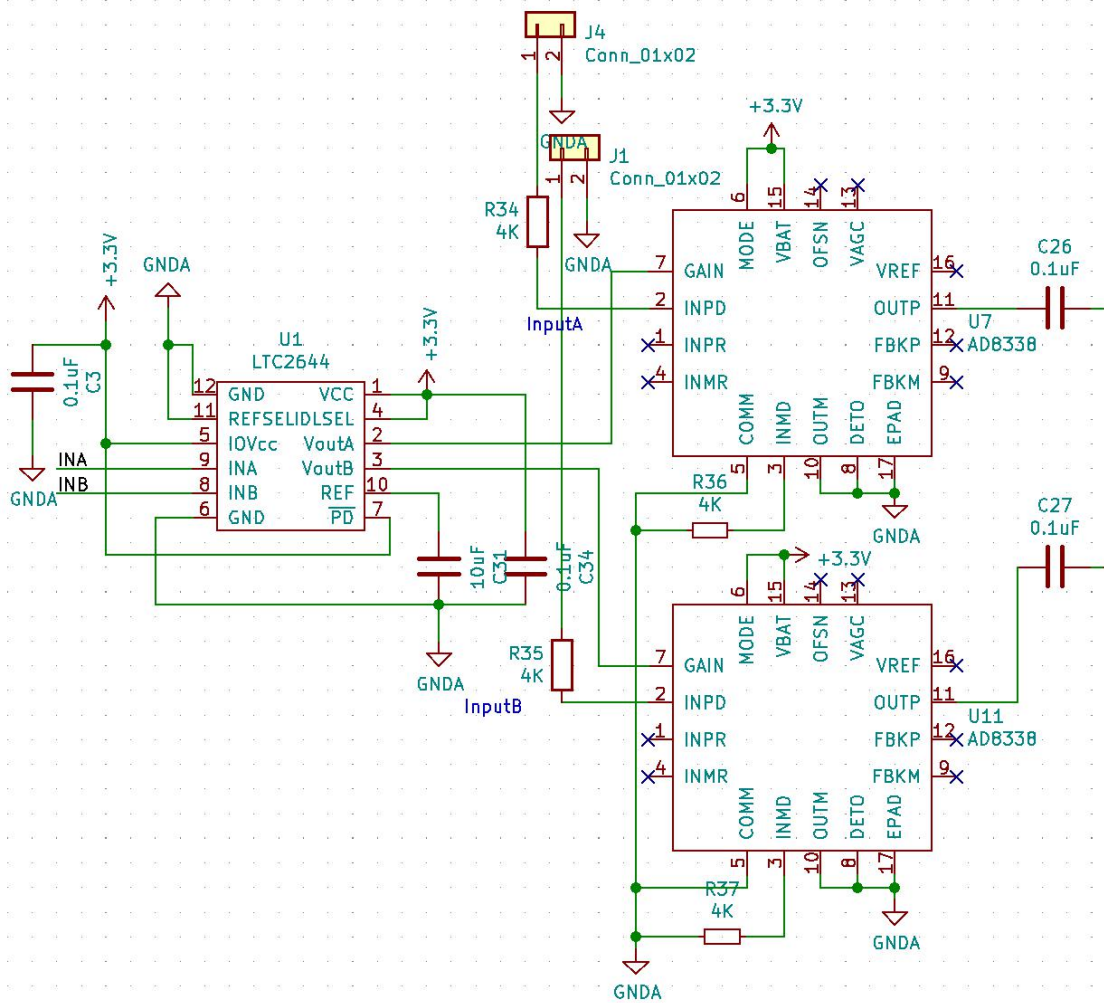 J4
Conn_01x02
1
2
GNDA
J1
Conn_01x02
1
2
GNDA
R34
4K
InputA
+3.3V
6
15
14
13
MODE
VBAT
OFSN
VAGC
7
GAIN
2
INPD
1
INPR
4
INMR
VREF
16
OUTP
11
FBKP
12
FBKM
9
U7
AD8338
COMM
INMD
OUTM
DETO
EPAD
5
3
10
8
17
GNDA
R36
4K
C26
0.1uF
+3.3V
GNDA
0.1uF
C3
GNDA
INA
INB
U1
LTC2644
+3.3V
12
GND
VCC
1
11
REFSEL
IDLSEL
4
5
IOVcc
VoutA
2
9
INA
VoutB
3
8
INB
REF
10
6
GND
PD
7
10uF
C31
0.1uF
C34
GNDA
R35
4K
InputB
C27
0.1uF
+3.3V
6
15
14
13
MODE
VBAT
OFSN
VAGC
7
GAIN
2
INPD
1
INPR
4
INMR
VREF
16
OUTP
11
FBKP
12
FBKM
9
U11
AD8338
COMM
INMD
OUTM
DETO
EPAD
5
3
10
8
17
R37
4K
GNDA
GNDA